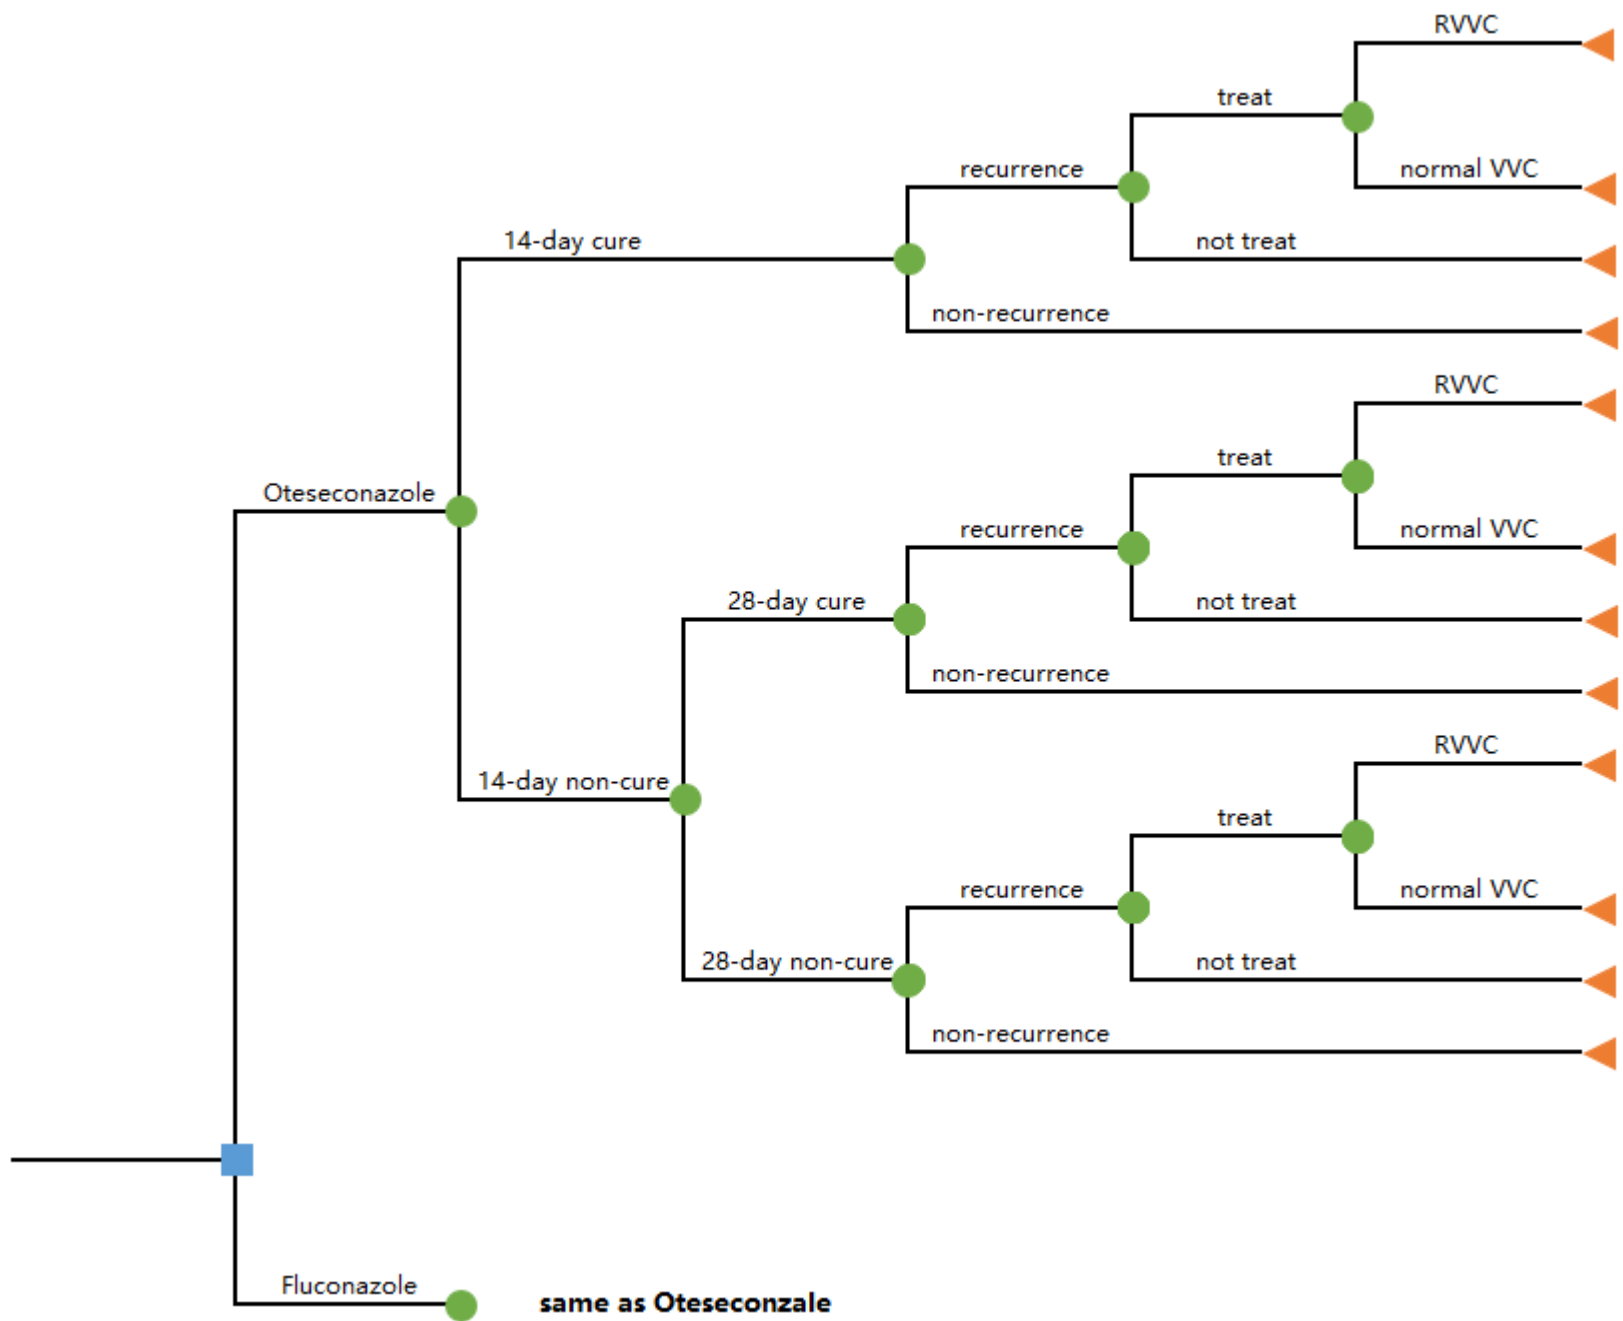 RVVC
treat
recurrence
normal VVC
14-day cure
not treat
non-recurrence
RVVC
treat
Oteseconazole
recurrence
normal VVC
28-day cure
not treat
non-recurrence
RVVC
14-day non-cure
treat
recurrence
normal VVC
28-day non-cure
not treat
non-recurrence
Fluconazole
same as Oteseconzale